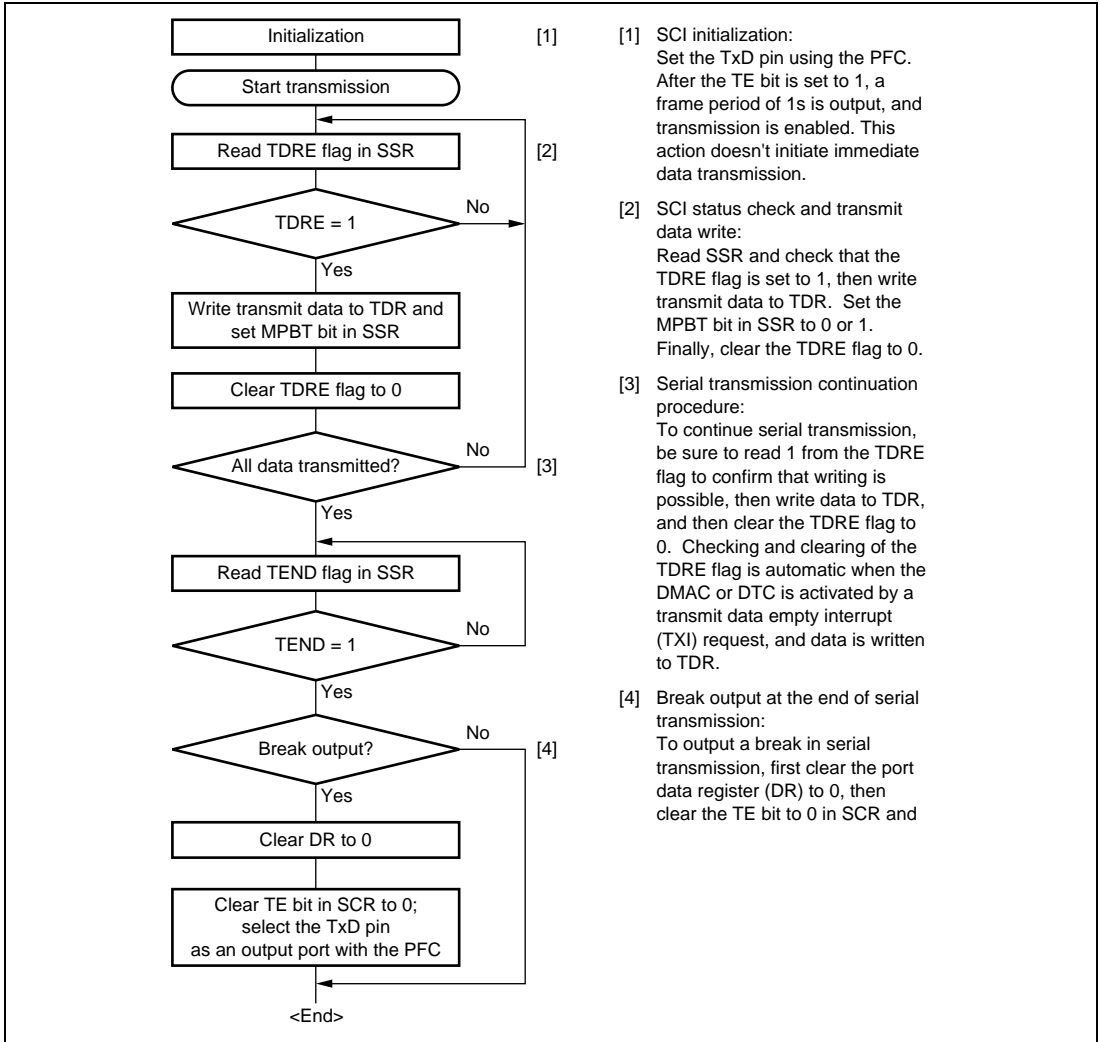 Initialization
[1]
Start transmission
Read TDRE flag in SSR
[2]
TDRE = 1
No
Yes
Write transmit data to TDR and
set MPBT bit in SSR
Clear TDRE flag to 0
All data transmitted?
No
[3]
Yes
Read TEND flag in SSR
TEND = 1
No
Yes
Break output?
No
[4]
Yes
Clear DR to 0
Clear TE bit in SCR to 0;
select the TxD pin
as an output port with the PFC
<End>
[1] SCI initialization:
Set the TxD pin using the PFC.
After the TE bit is set to 1, a
frame period of 1s is output, and
transmission is enabled. This
action doesn't initiate immediate
data transmission.
[2] SCI status check and transmit
data write:
Read SSR and check that the
TDRE flag is set to 1, then write
transmit data to TDR. Set the
MPBT bit in SSR to 0 or 1.
Finally, clear the TDRE flag to 0.
[3] Serial transmission continuation
procedure:
To continue serial transmission,
be sure to read 1 from the TDRE
flag to confirm that writing is
possible, then write data to TDR,
and then clear the TDRE flag to
0. Checking and clearing of the
TDRE flag is automatic when the
DMAC or DTC is activated by a
transmit data empty interrupt
(TXI) request, and data is written
to TDR.
[4] Break output at the end of serial
transmission:
To output a break in serial
transmission, first clear the port
data register (DR) to 0, then
clear the TE bit to 0 in SCR and